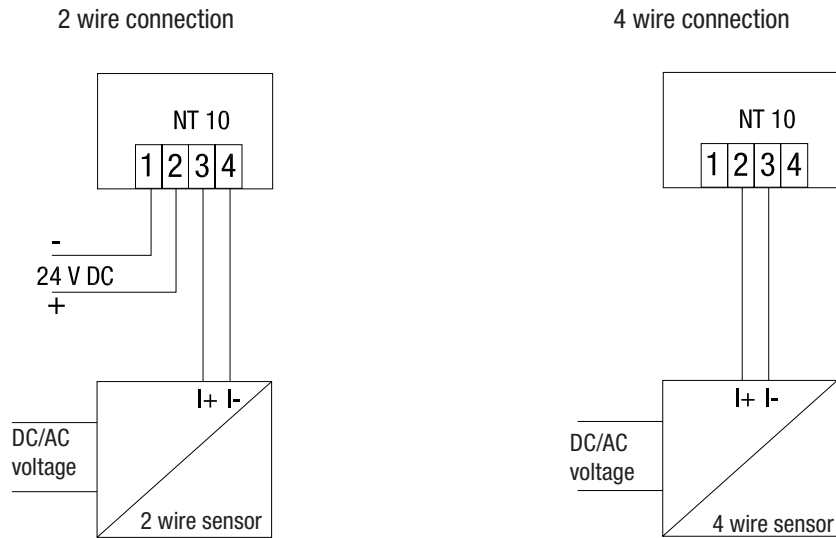 2 wire connection
NT 10
1 2 3 4
-
24 V DC
+
I+ I-
DC/AC
voltage
2 wire sensor
4 wire connection
NT 10
1 2 3 4
I+ I-
DC/AC
voltage
4 wire sensor